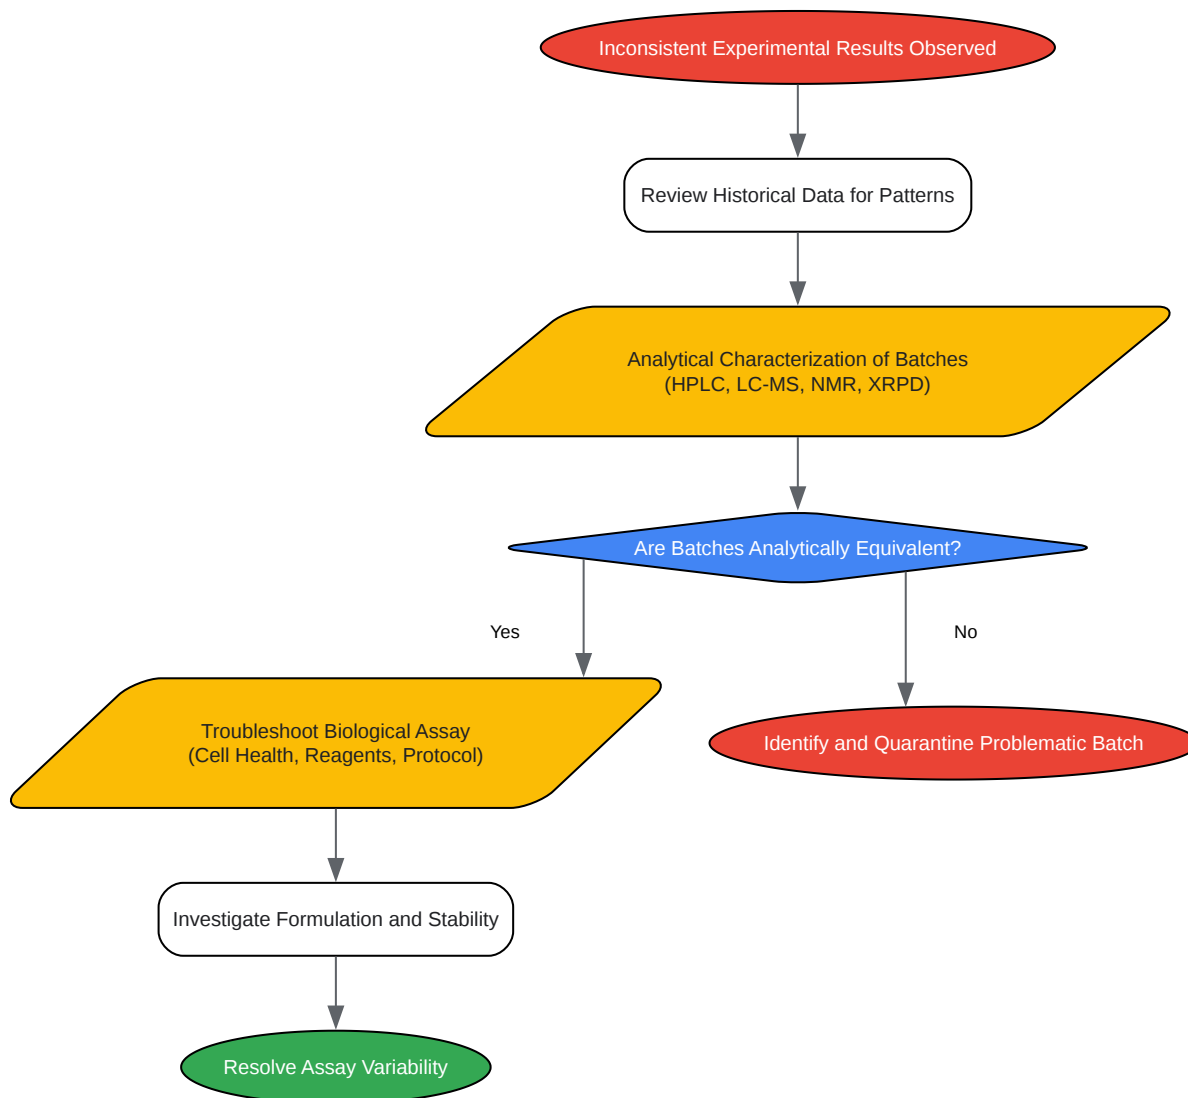 Inconsistent Experimental Results Observed
Review Historical Data for Patterns
Analytical Characterization of Batches
(HPLC, LC-MS, NMR, XRPD)
Are Batches Analytically Equivalent?
Yes
No
Troubleshoot Biological Assay
(Cell Health, Reagents, Protocol)
Identify and Quarantine Problematic Batch
Investigate Formulation and Stability
Resolve Assay Variability